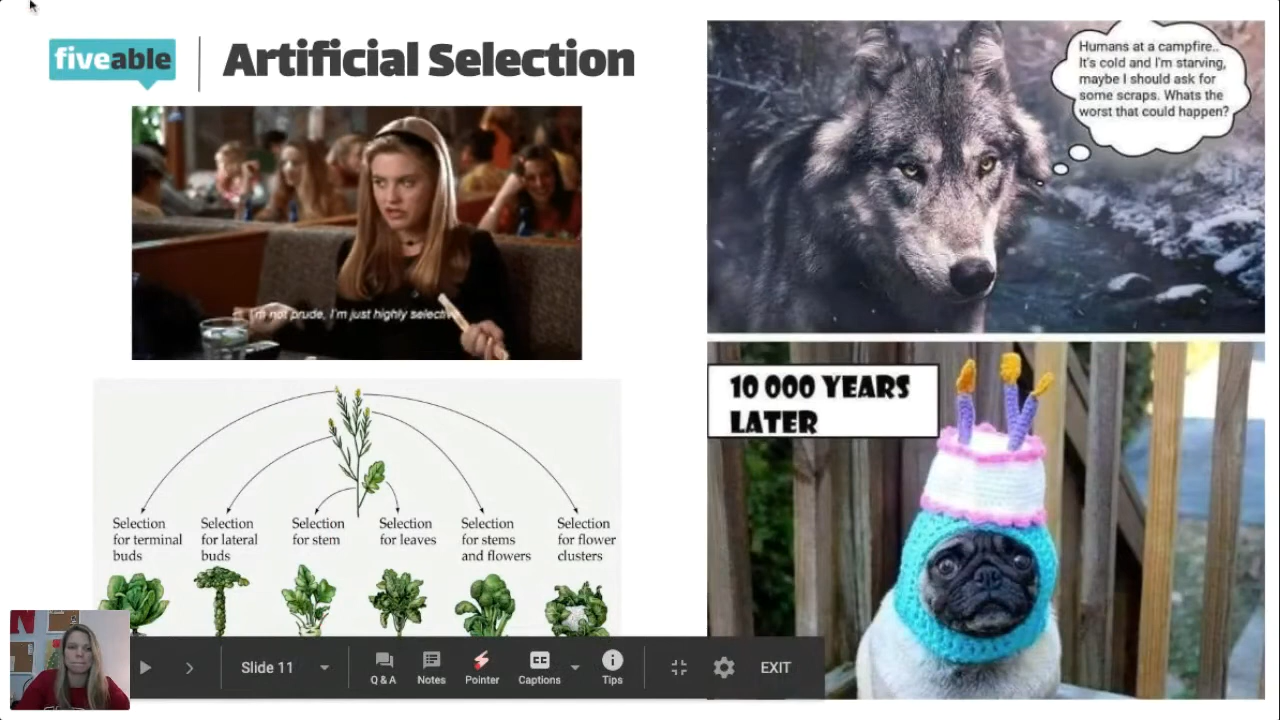 fiveable
Artificial Selection
I'm not prude, I'm just highly selective
Humans at a campfire..
It's cold and I'm starving,
maybe I should ask for
some scraps. Whats the
worst that could happen?
10 000 YEARS
LATER
Selection
for terminal
buds
Selection
for lateral
buds
Selection
for stem
Selection
for leaves
Selection
for stems
and flowers
Selection
for flower
clusters
Slide 11
Q & A
Notes
Pointer
CC
Captions
Tips
EXIT